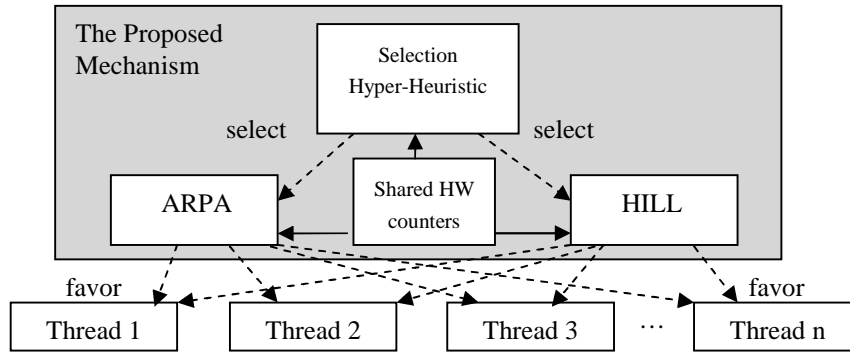 The Proposed
Mechanism
Selection
Hyper-Heuristic
select
select
ARPA
Shared HW
counters
HILL
favor
favor
Thread 1
Thread 2
Thread 3
...
Thread n